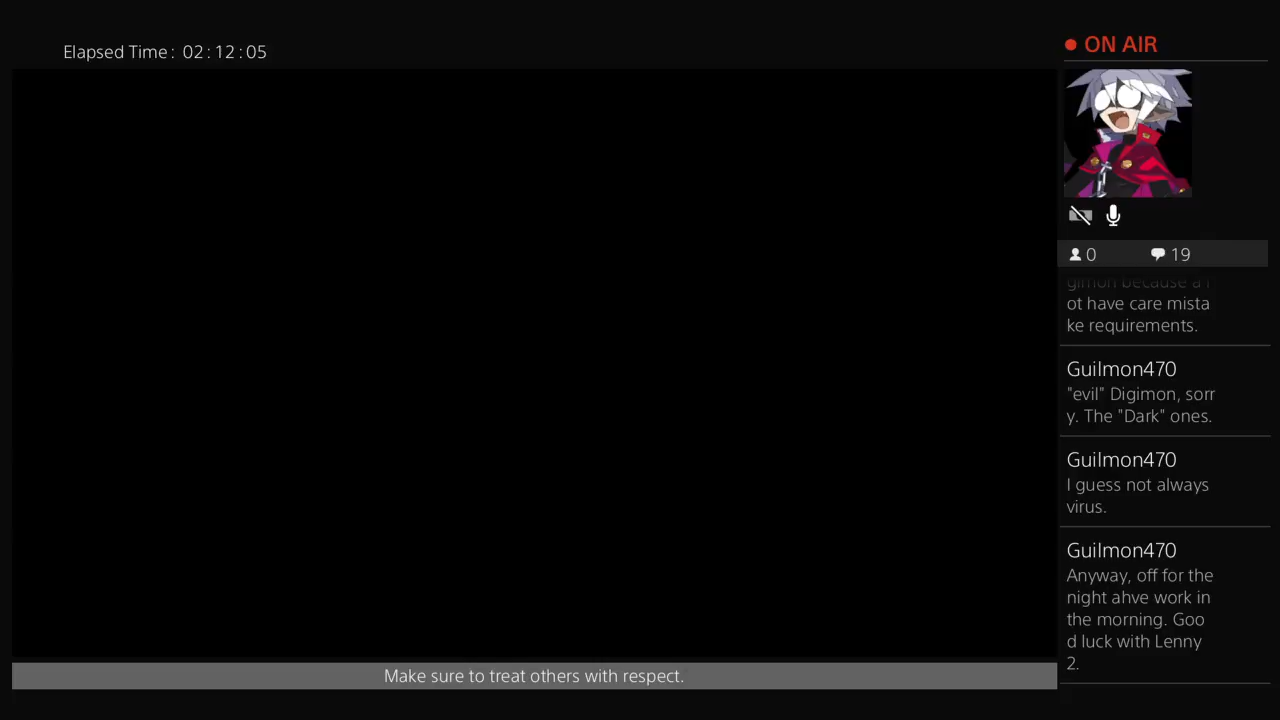 Elapsed Time: 02:12:05
ON AIR
0 19
gimon because a l
ot have care mista
ke requirements.
Guilmon470
"evil" Digimon, sorr
y. The "Dark" ones.
Guilmon470
I guess not always
virus.
Guilmon470
Anyway, off for the
night ahve work in
the morning. Goo
d luck with Lenny
2.
Make sure to treat others with respect.